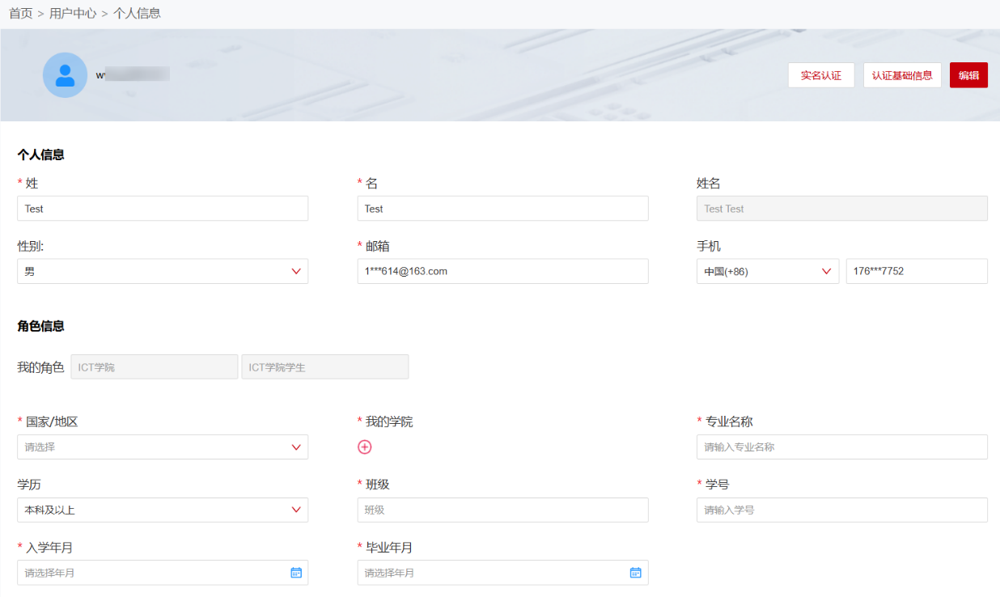 首页 > 用户中心 > 个人信息
w
实名认证 认证基础信息 编辑
个人信息
* 姓 * 名 姓名
Test Test Test Test
性别: * 邮箱 手机
男 1***614@163.com 中国(+86) 176***7752
角色信息
我的角色 ICT学院 ICT学院学生
* 国家/地区 * 我的学院 * 专业名称
请选择 请输入专业名称
学历 * 班级 * 学号
本科及以上 班级 请输入学号
* 入学年月 * 毕业年月
请选择年月 请选择年月